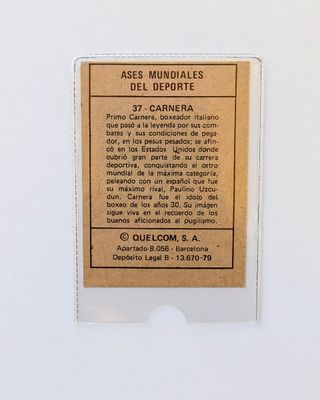 ASES MUNDIALES
DEL DEPORTE
37 - CARNERA
Primo Carnera, boxeador italiano
que pasó a la leyenda por sus com-
bates y sus condiciones de pega-
dor, en los pesos pesados; se afin-
có en los Estados Unidos donde
cubrió gran parte de su carrera
deportiva, conquistando el cetro
mundial de la máxima categoría,
peleando con un español que fue
su máximo rival, Paulino Uzcu-
dun. Carnera fue el idolo del
boxeo de los años 30. Su imágen
sigue viva en el recuerdo de los
buenos aficionados al pugilismo.
© QUELCOM, S. A.
Apartado 8.056 - Barcelona
Depósito Legal B - 13.670-79